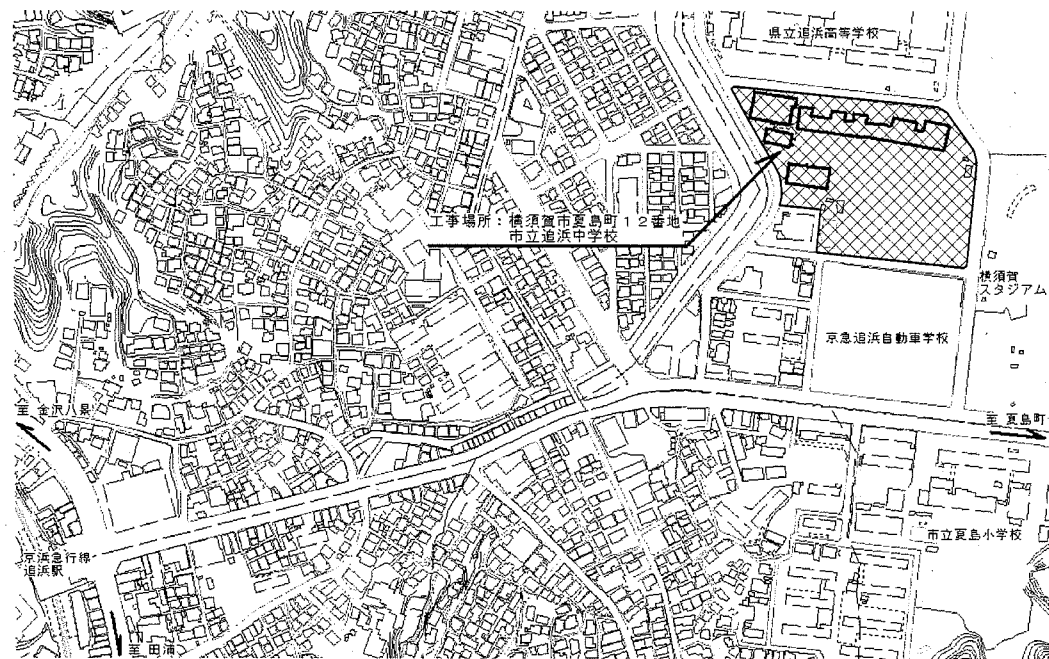 県立追浜高等学校
工事場所：横須賀市夏島町１２番地
市立追浜中学校
横須賀
スタジアム
京急追浜自動車学校
至 金沢八景
至 夏島町
市立夏島小学校
京浜急行線
追浜駅
至 田浦